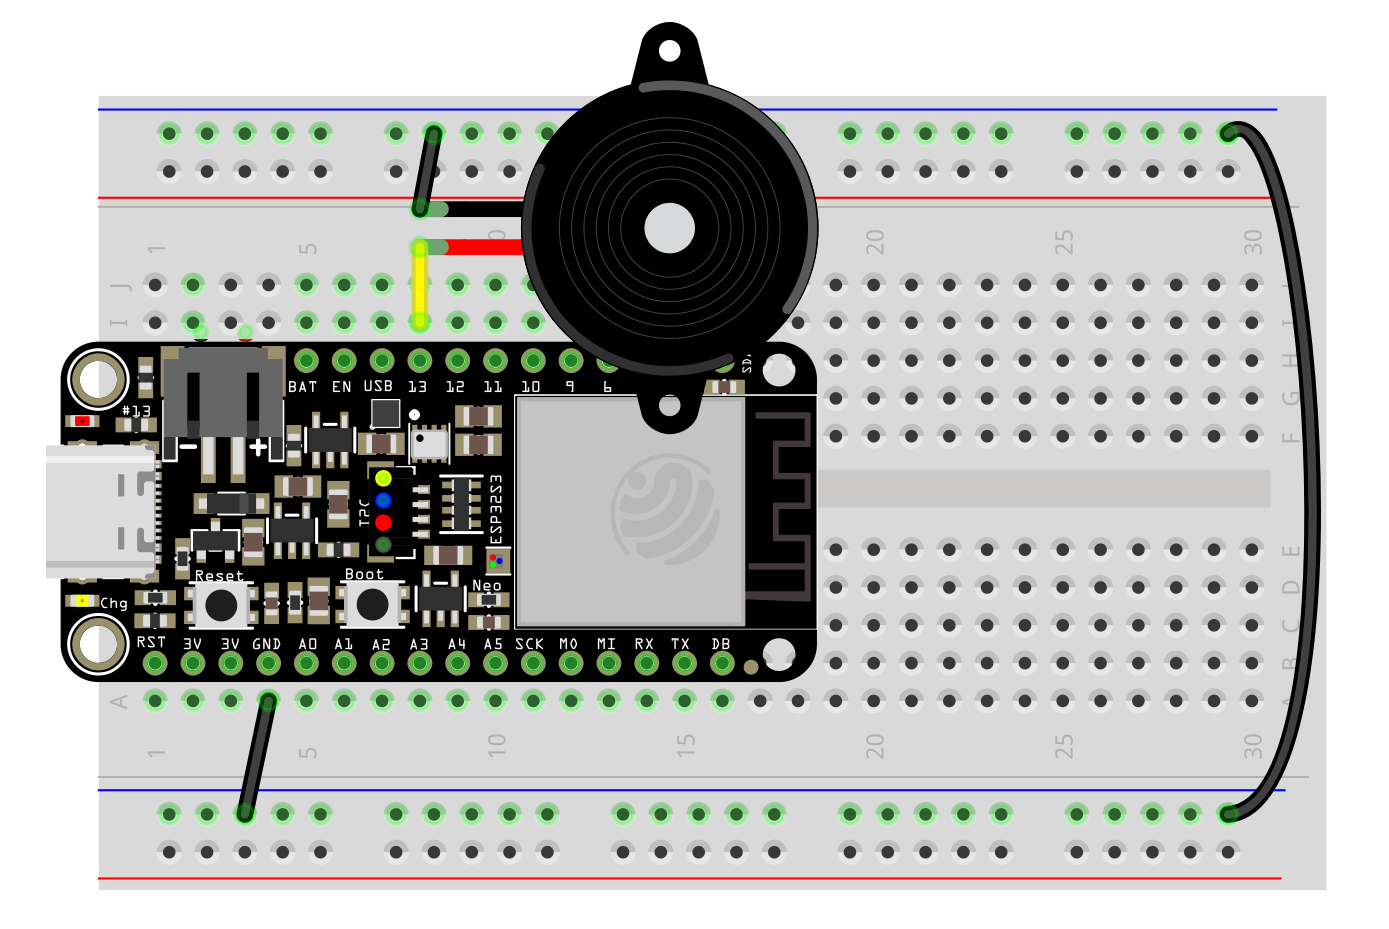 1 5 0 20 25 30
J
I
BAT EN USB 13 12 11 10 9 6
SD
H
#13
G
- +
F
I2C
ESP32S3
E
Reset Boot
Neo
D
Chg
C
RST 3V 3V GND A0 A1 A2 A3 A4 A5 SCK MO MI RX TX DB
B
A A
1 5 10 15 20 25 30